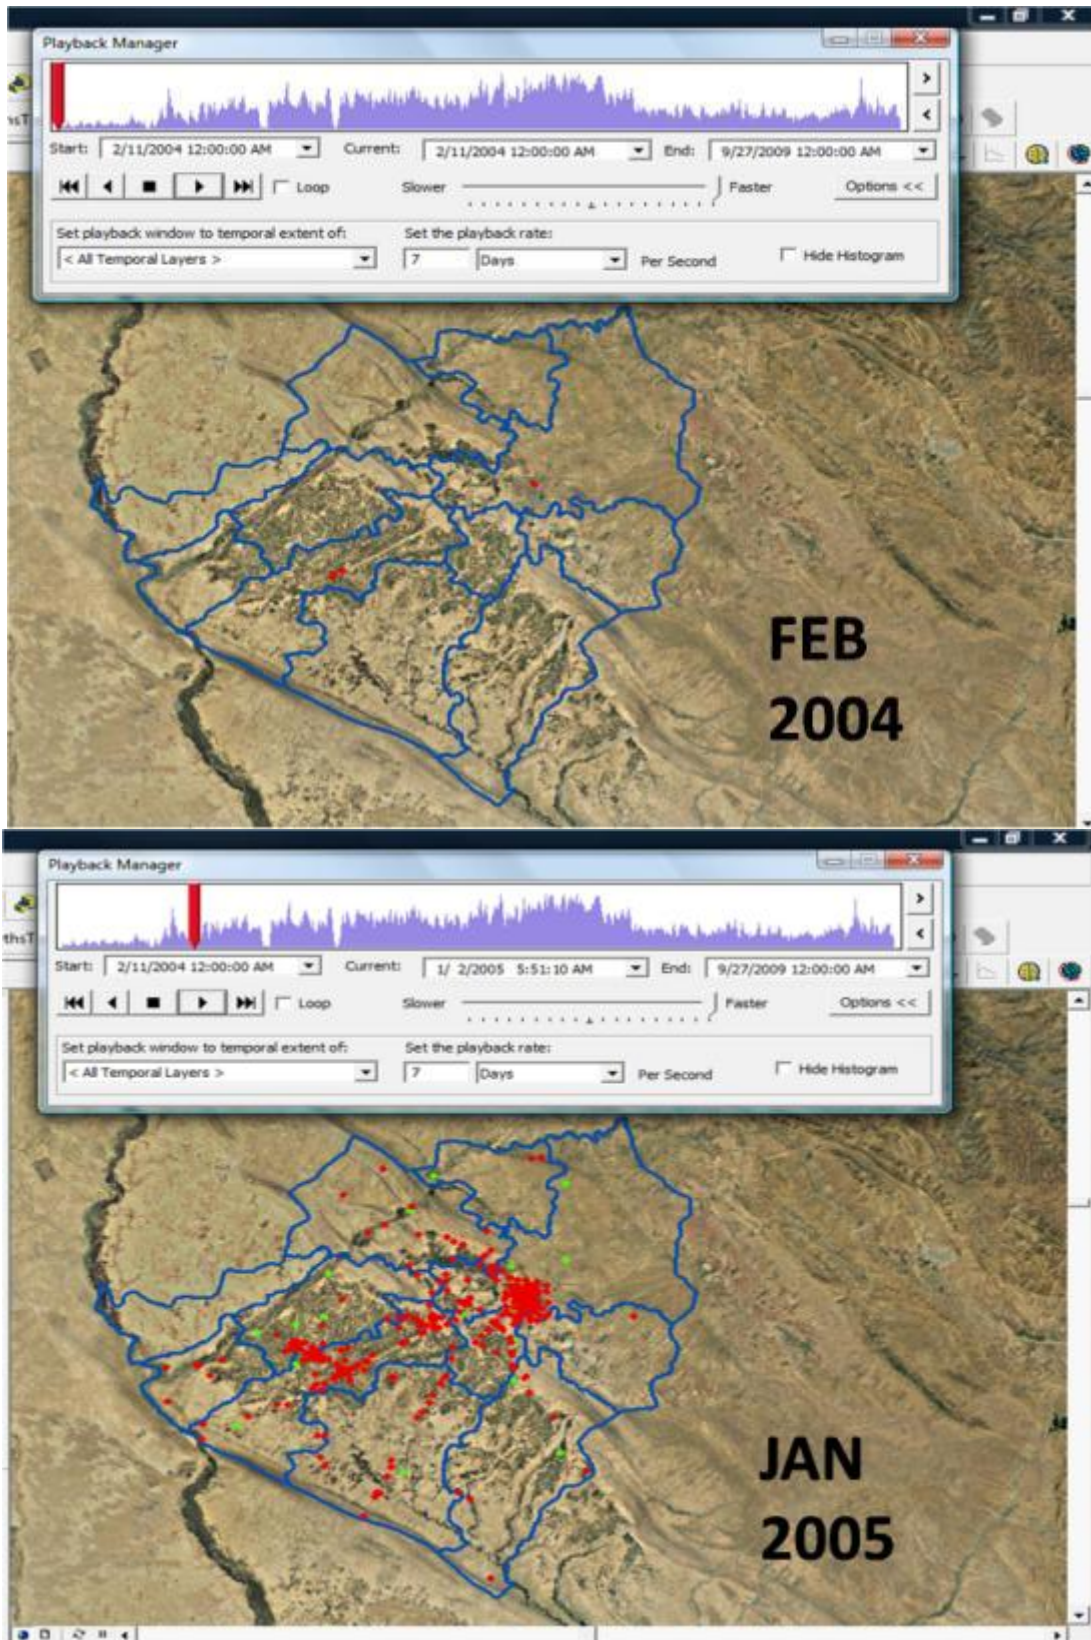 Playback Manager
Start: 2/11/2004 12:00:00 AM Current: 2/11/2004 12:00:00 AM End: 9/27/2009 12:00:00 AM
Loop Slower Faster Options <<
Set playback window to temporal extent of: Set the playback rate:
< All Temporal Layers > 7 Days Per Second Hide Histogram
FEB
2004
Playback Manager
thsT
Start: 2/11/2004 12:00:00 AM Current: 1/ 2/2005 5:51:10 AM End: 9/27/2009 12:00:00 AM
Loop Slower Faster Options <<
Set playback window to temporal extent of: Set the playback rate:
< All Temporal Layers > 7 Days Per Second Hide Histogram
JAN
2005